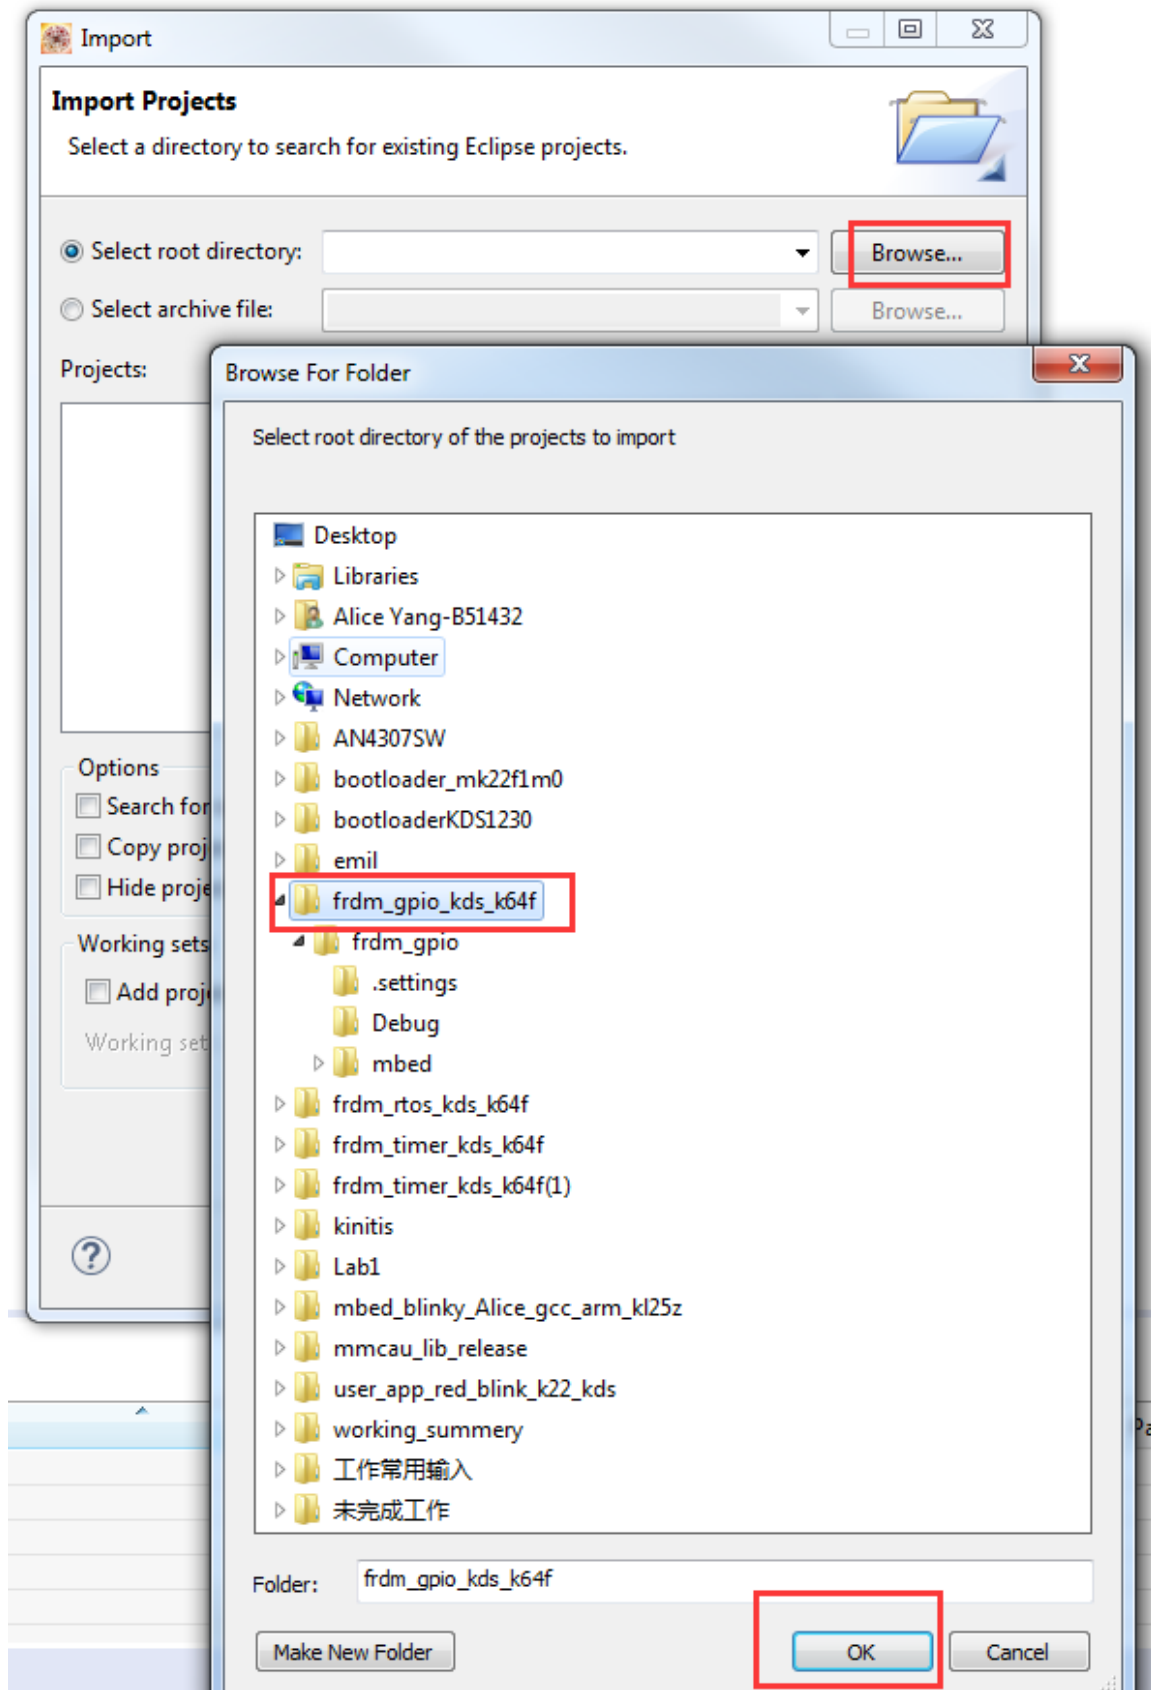 Import
Import Projects
Select a directory to search for existing Eclipse projects.
Select root directory:
Browse...
Select archive file:
Browse...
Projects:
Browse For Folder
Select root directory of the projects to import
Desktop
Libraries
Alice Yang-B51432
Computer
Network
AN4307SW
Options
bootloader_mk22f1m0
Search for
bootloaderKDS1230
Copy proj
emil
Hide proje
frdm_gpio_kds_k64f
Working sets
frdm_gpio
.settings
Add proje
Debug
Working set
mbed
frdm_rtos_kds_k64f
frdm_timer_kds_k64f
frdm_timer_kds_k64f(1)
kinitis
Lab1
mbed_blinky_Alice_gcc_arm_kl25z
mmcau_lib_release
user_app_red_blink_k22_kds
working_summery
工作常用输入
未完成工作
Folder:
frdm_gpio_kds_k64f
Make New Folder
OK
Cancel